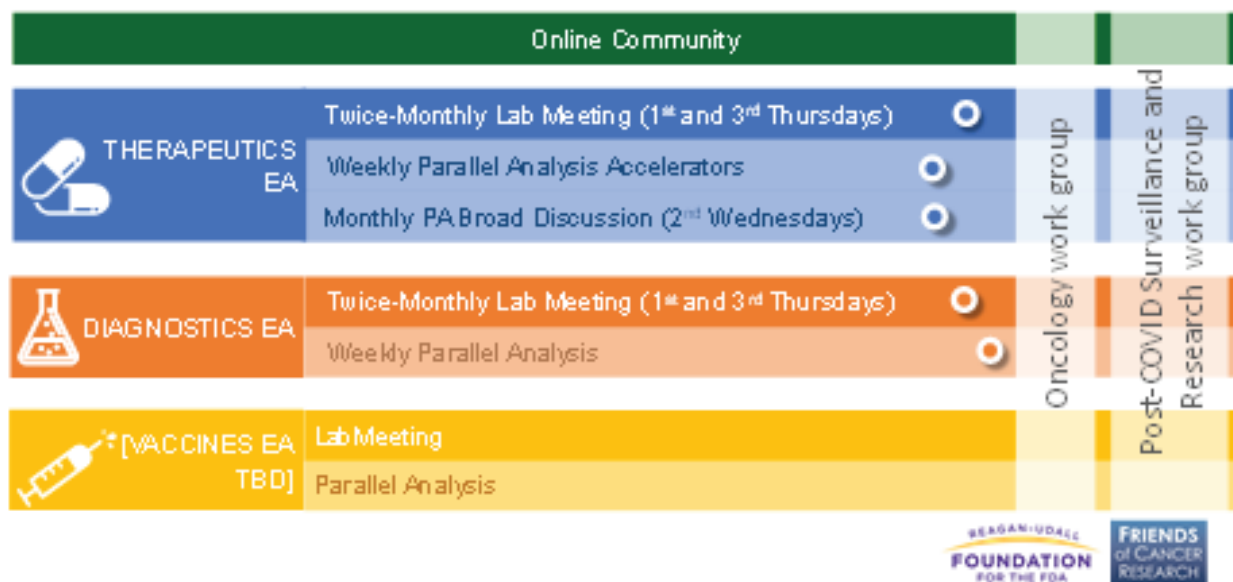 Online Community
THERAPEUTICS
EA
Twice-Monthly Lab Meeting (1st and 3rd Thursdays)
Weekly Parallel Analysis Accelerators
Monthly PA Broad Discussion (2nd Wednesdays)
DIAGNOSTICS EA
Twice-Monthly Lab Meeting (1st and 3rd Thursdays)
Weekly Parallel Analysis
[VACCINES EA
TBD]
Lab Meeting
Parallel Analysis
Oncology work group
Post-COVID Surveillance and
Research work group
REAGAN-UDALL
FOUNDATION
FOR THE FDA
FRIENDS
of CANCER
RESEARCH